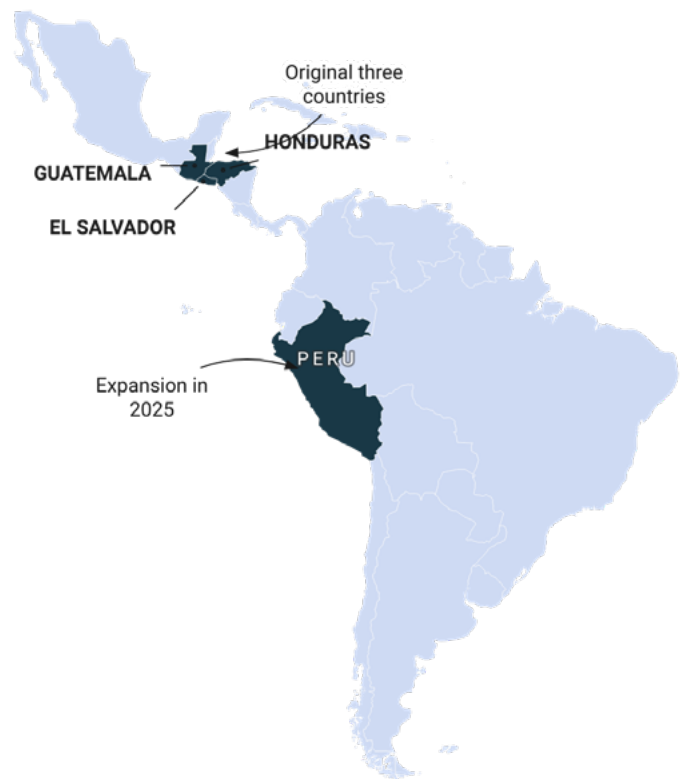 Original three
countries
HONDURAS
GUATEMALA
EL SALVADOR
PERU
Expansion in
2025